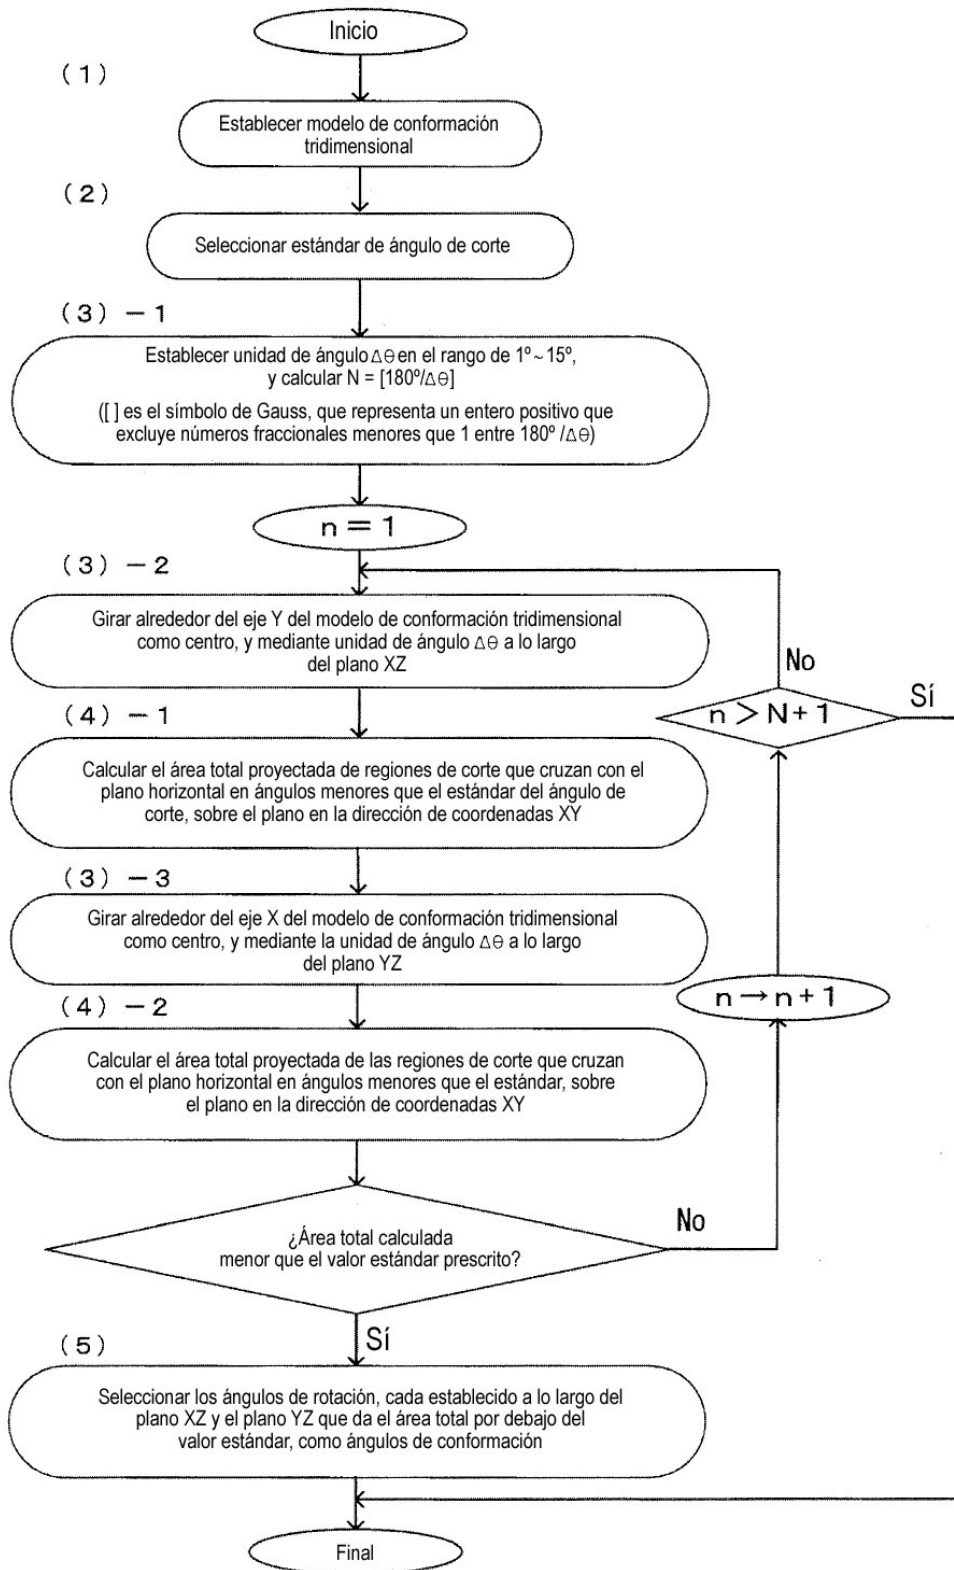 Inicio
(1)
Establecer modelo de conformación
tridimensional
(2)
Seleccionar estándar de ángulo de corte
(3) - 1
Establecer unidad de ángulo Δθ en el rango de 1º ~ 15º,
y calcular N = [180º/Δθ]
([ ] es el símbolo de Gauss, que representa un entero positivo que
excluye números fraccionales menores que 1 entre 180º /Δθ)
n = 1
(3) - 2
Girar alrededor del eje Y del modelo de conformación tridimensional
como centro, y mediante unidad de ángulo Δθ a lo largo
del plano XZ
No
n > N + 1
Sí
(4) - 1
Calcular el área total proyectada de regiones de corte que cruzan con el
plano horizontal en ángulos menores que el estándar del ángulo de
corte, sobre el plano en la dirección de coordenadas XY
(3) - 3
Girar alrededor del eje X del modelo de conformación tridimensional
como centro, y mediante la unidad de ángulo Δθ a lo largo
del plano YZ
n → n + 1
(4) - 2
Calcular el área total proyectada de las regiones de corte que cruzan
con el plano horizontal en ángulos menores que el estándar, sobre
el plano en la dirección de coordenadas XY
¿Área total calculada
menor que el valor estándar prescrito?
No
Sí
(5)
Seleccionar los ángulos de rotación, cada establecido a lo largo del
plano XZ y el plano YZ que da el área total por debajo del
valor estándar, como ángulos de conformación
Final